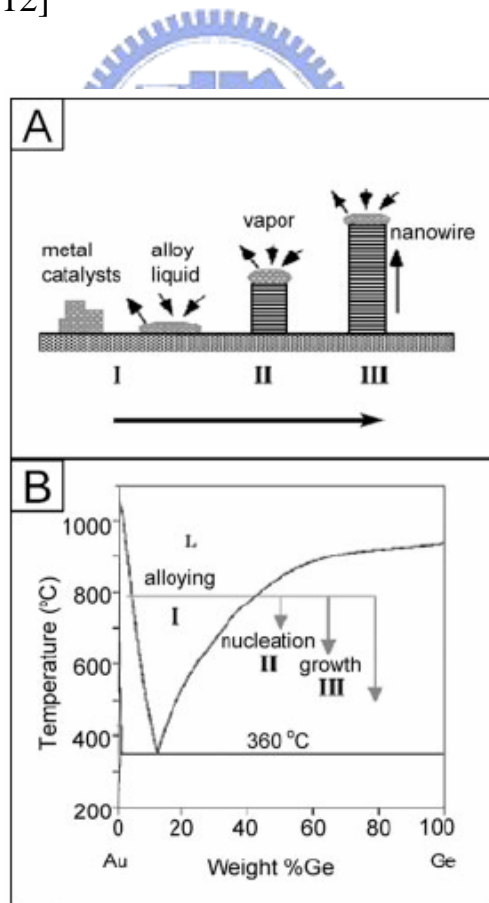 12]
A
vapor
nanowire
metal catalysts
alloy liquid
I II III
B
Temperature (°C)
1000
800
600
400
200
L
alloying
I
nucleation
II
growth
III
360 °C
0 20 40 60 80 100
Au Weight %Ge Ge